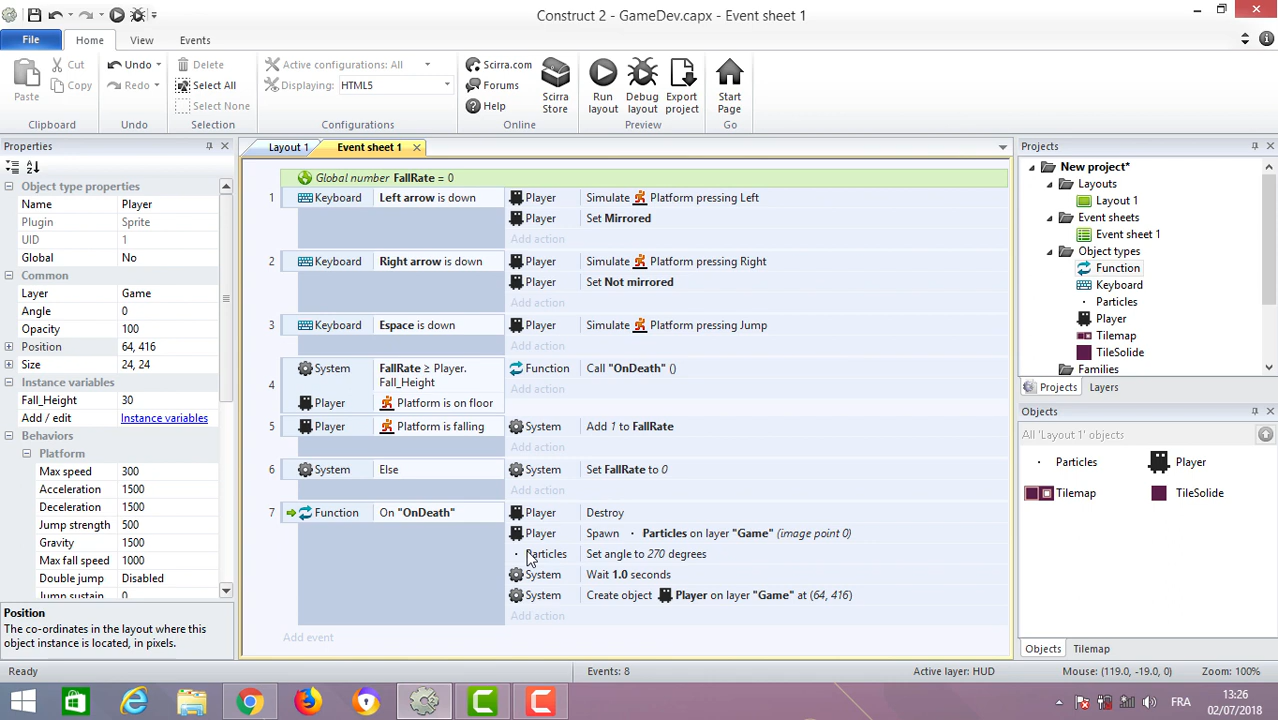 Construct 2 - GameDev.capx - Event sheet 1
File
Home
View
Events
Paste
Cut
Copy
Clipboard
Undo
Redo
Undo
Delete
Select All
Select None
Selection
Active configurations: All
Displaying: HTML5
Configurations
Scirra.com
Forums
Help
Online
Scirra Store
Run layout
Debug layout
Export project
Preview
Start Page
Go
Properties
Object type properties
Name Player
Plugin Sprite
UID 1
Global No
Common
Layer Game
Angle 0
Opacity 100
Position 64, 416
Size 24, 24
Instance variables
Fall_Height 30
Add / edit Instance variables
Behaviors
Platform
Max speed 300
Acceleration 1500
Deceleration 1500
Jump strength 500
Gravity 1500
Max fall speed 1000
Double jump Disabled
Jump sustain 0
Position
The co-ordinates in the layout where this object instance is located, in pixels.
Layout 1
Event sheet 1
Global number FallRate = 0
1 Keyboard Left arrow is down Player Simulate Platform pressing Left
Player Set Mirrored
Add action
2 Keyboard Right arrow is down Player Simulate Platform pressing Right
Player Set Not mirrored
Add action
3 Keyboard Espace is down Player Simulate Platform pressing Jump
Add action
4 System FallRate ≥ Player. Fall_Height Function Call "OnDeath" ()
Add action
Player Platform is on floor
5 Player Platform is falling System Add 1 to FallRate
Add action
6 System Else System Set FallRate to 0
Add action
7 Function On "OnDeath" Player Destroy
Player Spawn Particles on layer "Game" (image point 0)
Particles Set angle to 270 degrees
System Wait 1.0 seconds
System Create object Player on layer "Game" at (64, 416)
Add action
Add event
Projects
New project*
Layouts
Layout 1
Event sheets
Event sheet 1
Object types
Function
Keyboard
Particles
Player
Tilemap
TileSolide
Families
Projects
Layers
Objects
All 'Layout 1' objects
Particles
Player
Tilemap
TileSolide
Objects
Tilemap
Ready
Events: 8
Active layer: HUD
Mouse: (119.0, -19.0, 0)
Zoom: 100%
FRA
13:26
02/07/2018